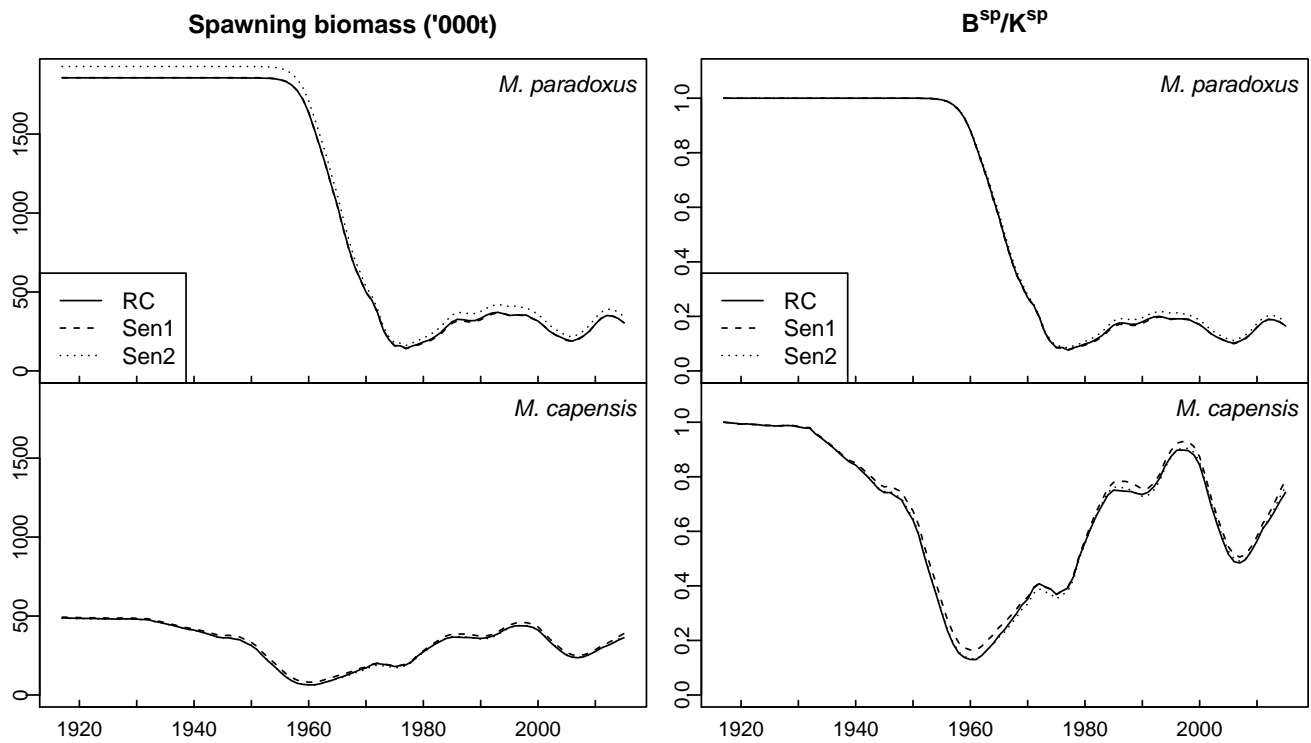 Spawning biomass ('000t)
M. paradoxus
0 500 1000 1500
RC
Sen1
Sen2
M. capensis
0 500 1000 1500
1920 1940 1960 1980 2000
Bsp/Ksp
M. paradoxus
0.0 0.2 0.4 0.6 0.8 1.0
RC
Sen1
Sen2
M. capensis
0.0 0.2 0.4 0.6 0.8 1.0
1920 1940 1960 1980 2000